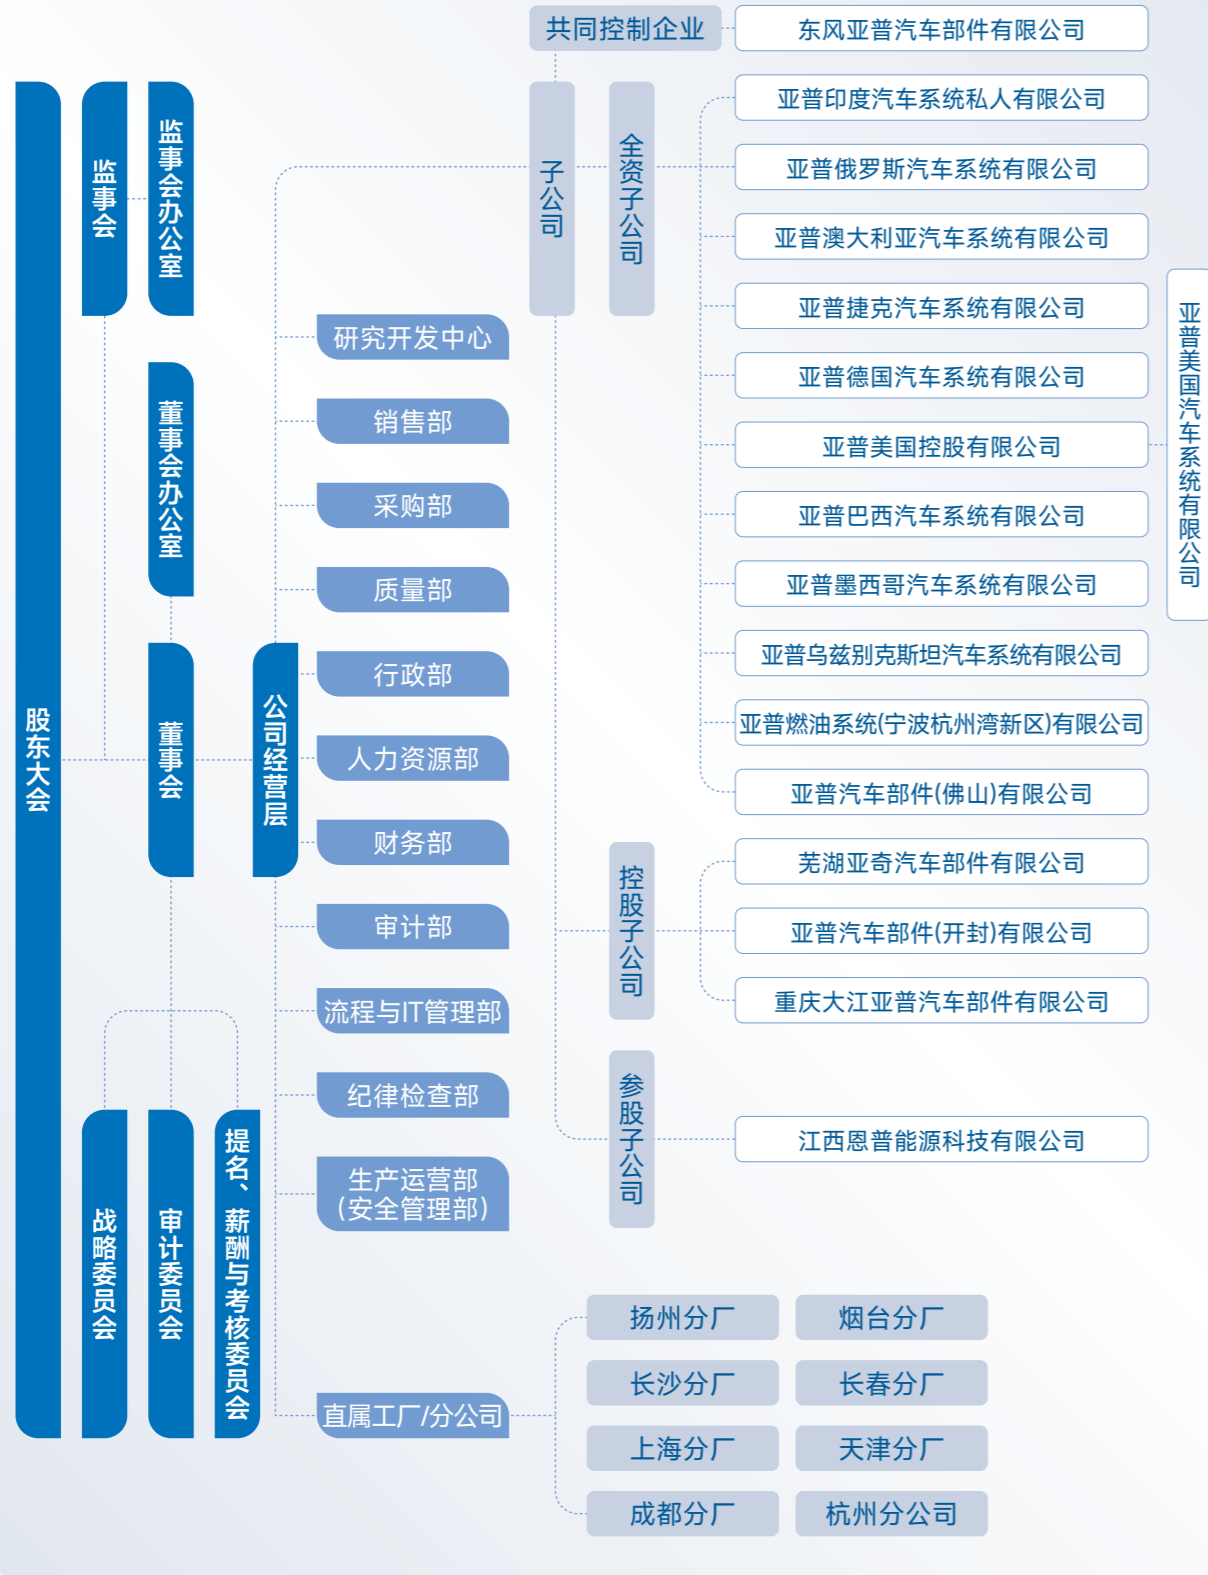 股东大会
监事会
监事会办公室
董事会办公室
董事会
战略委员会
审计委员会
提名、薪酬与考核委员会
公司经营层
研究开发中心
销售部
采购部
质量部
行政部
人力资源部
财务部
审计部
流程与IT管理部
纪律检查部
生产运营部
(安全管理部)
直属工厂/分公司
共同控制企业
东风亚普汽车部件有限公司
子公司
全资子公司
亚普印度汽车系统私人有限公司
亚普俄罗斯汽车系统有限公司
亚普澳大利亚汽车系统有限公司
亚普捷克汽车系统有限公司
亚普德国汽车系统有限公司
亚普美国控股有限公司
亚普美国汽车系统有限公司
亚普巴西汽车系统有限公司
亚普墨西哥汽车系统有限公司
亚普乌兹别克斯坦汽车系统有限公司
亚普燃油系统(宁波杭州湾新区)有限公司
亚普汽车部件(佛山)有限公司
控股子公司
芜湖亚奇汽车部件有限公司
亚普汽车部件(开封)有限公司
重庆大江亚普汽车部件有限公司
参股子公司
江西恩普能源科技有限公司
扬州分厂
烟台分厂
长沙分厂
长春分厂
上海分厂
天津分厂
成都分厂
杭州分公司